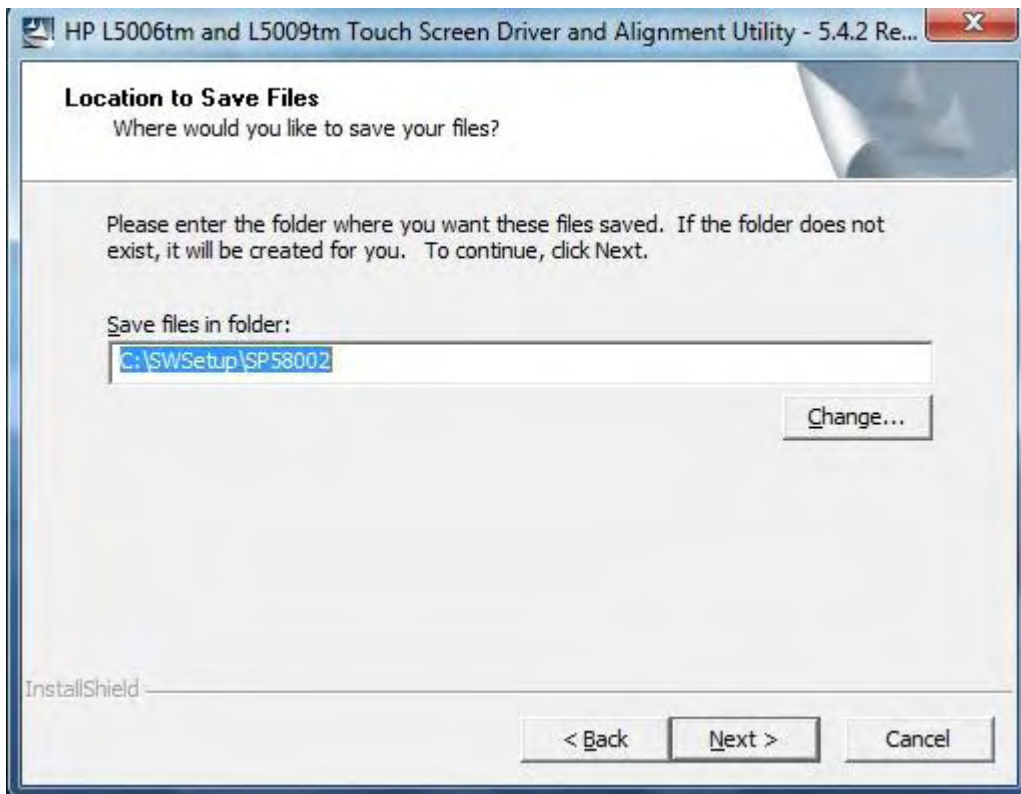 HP L5006tm and L5009tm Touch Screen Driver and Alignment Utility - 5.4.2 Re...
Location to Save Files
Where would you like to save your files?
Please enter the folder where you want these files saved. If the folder does not
exist, it will be created for you. To continue, click Next.
Save files in folder:
C:\SWSetup\SP58002
Change...
InstallShield
< Back
Next >
Cancel